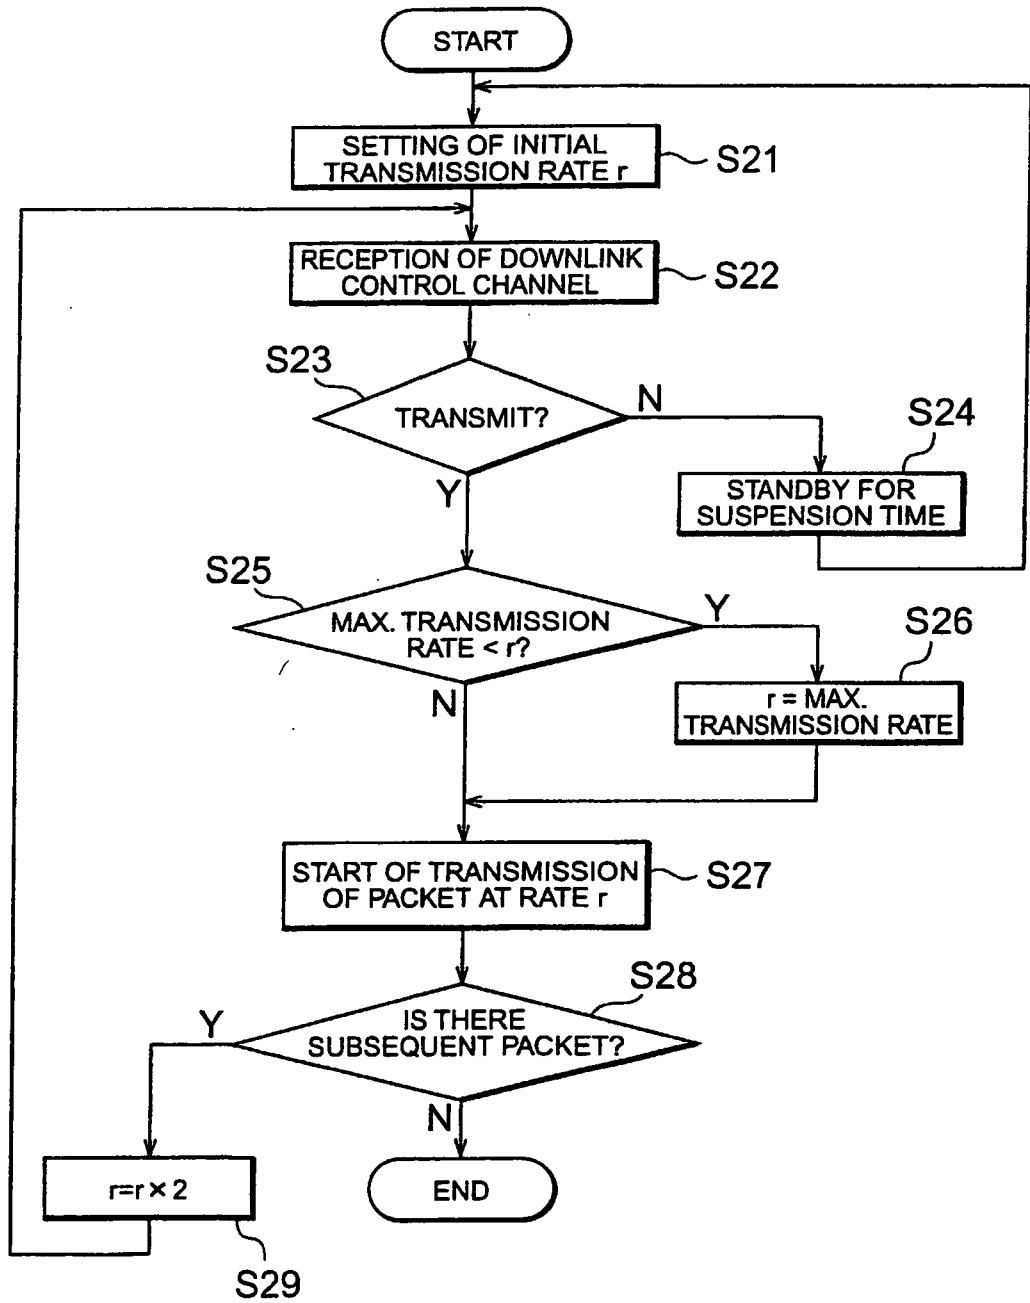 START
SETTING OF INITIAL
TRANSMISSION RATE r
S21
RECEPTION OF DOWNLINK
CONTROL CHANNEL
S22
S23
TRANSMIT?
N
Y
S24
STANDBY FOR
SUSPENSION TIME
S25
MAX. TRANSMISSION
RATE < r?
Y
N
S26
r = MAX.
TRANSMISSION RATE
START OF TRANSMISSION
OF PACKET AT RATE r
S27
S28
IS THERE
SUBSEQUENT PACKET?
Y
N
r=r × 2
S29
END